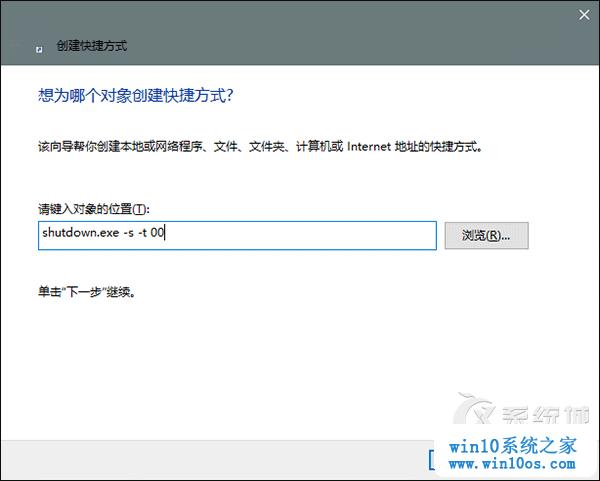 创建快捷方式
想为哪个对象创建快捷方式?
该向导帮你创建本地或网络程序、文件、文件夹、计算机或 Internet 地址的快捷方式。
请键入对象的位置(T):
shutdown.exe -s -t 00
浏览(R)...
单击"下一步"继续。
系统城
win10系统之家
www.win10os.com